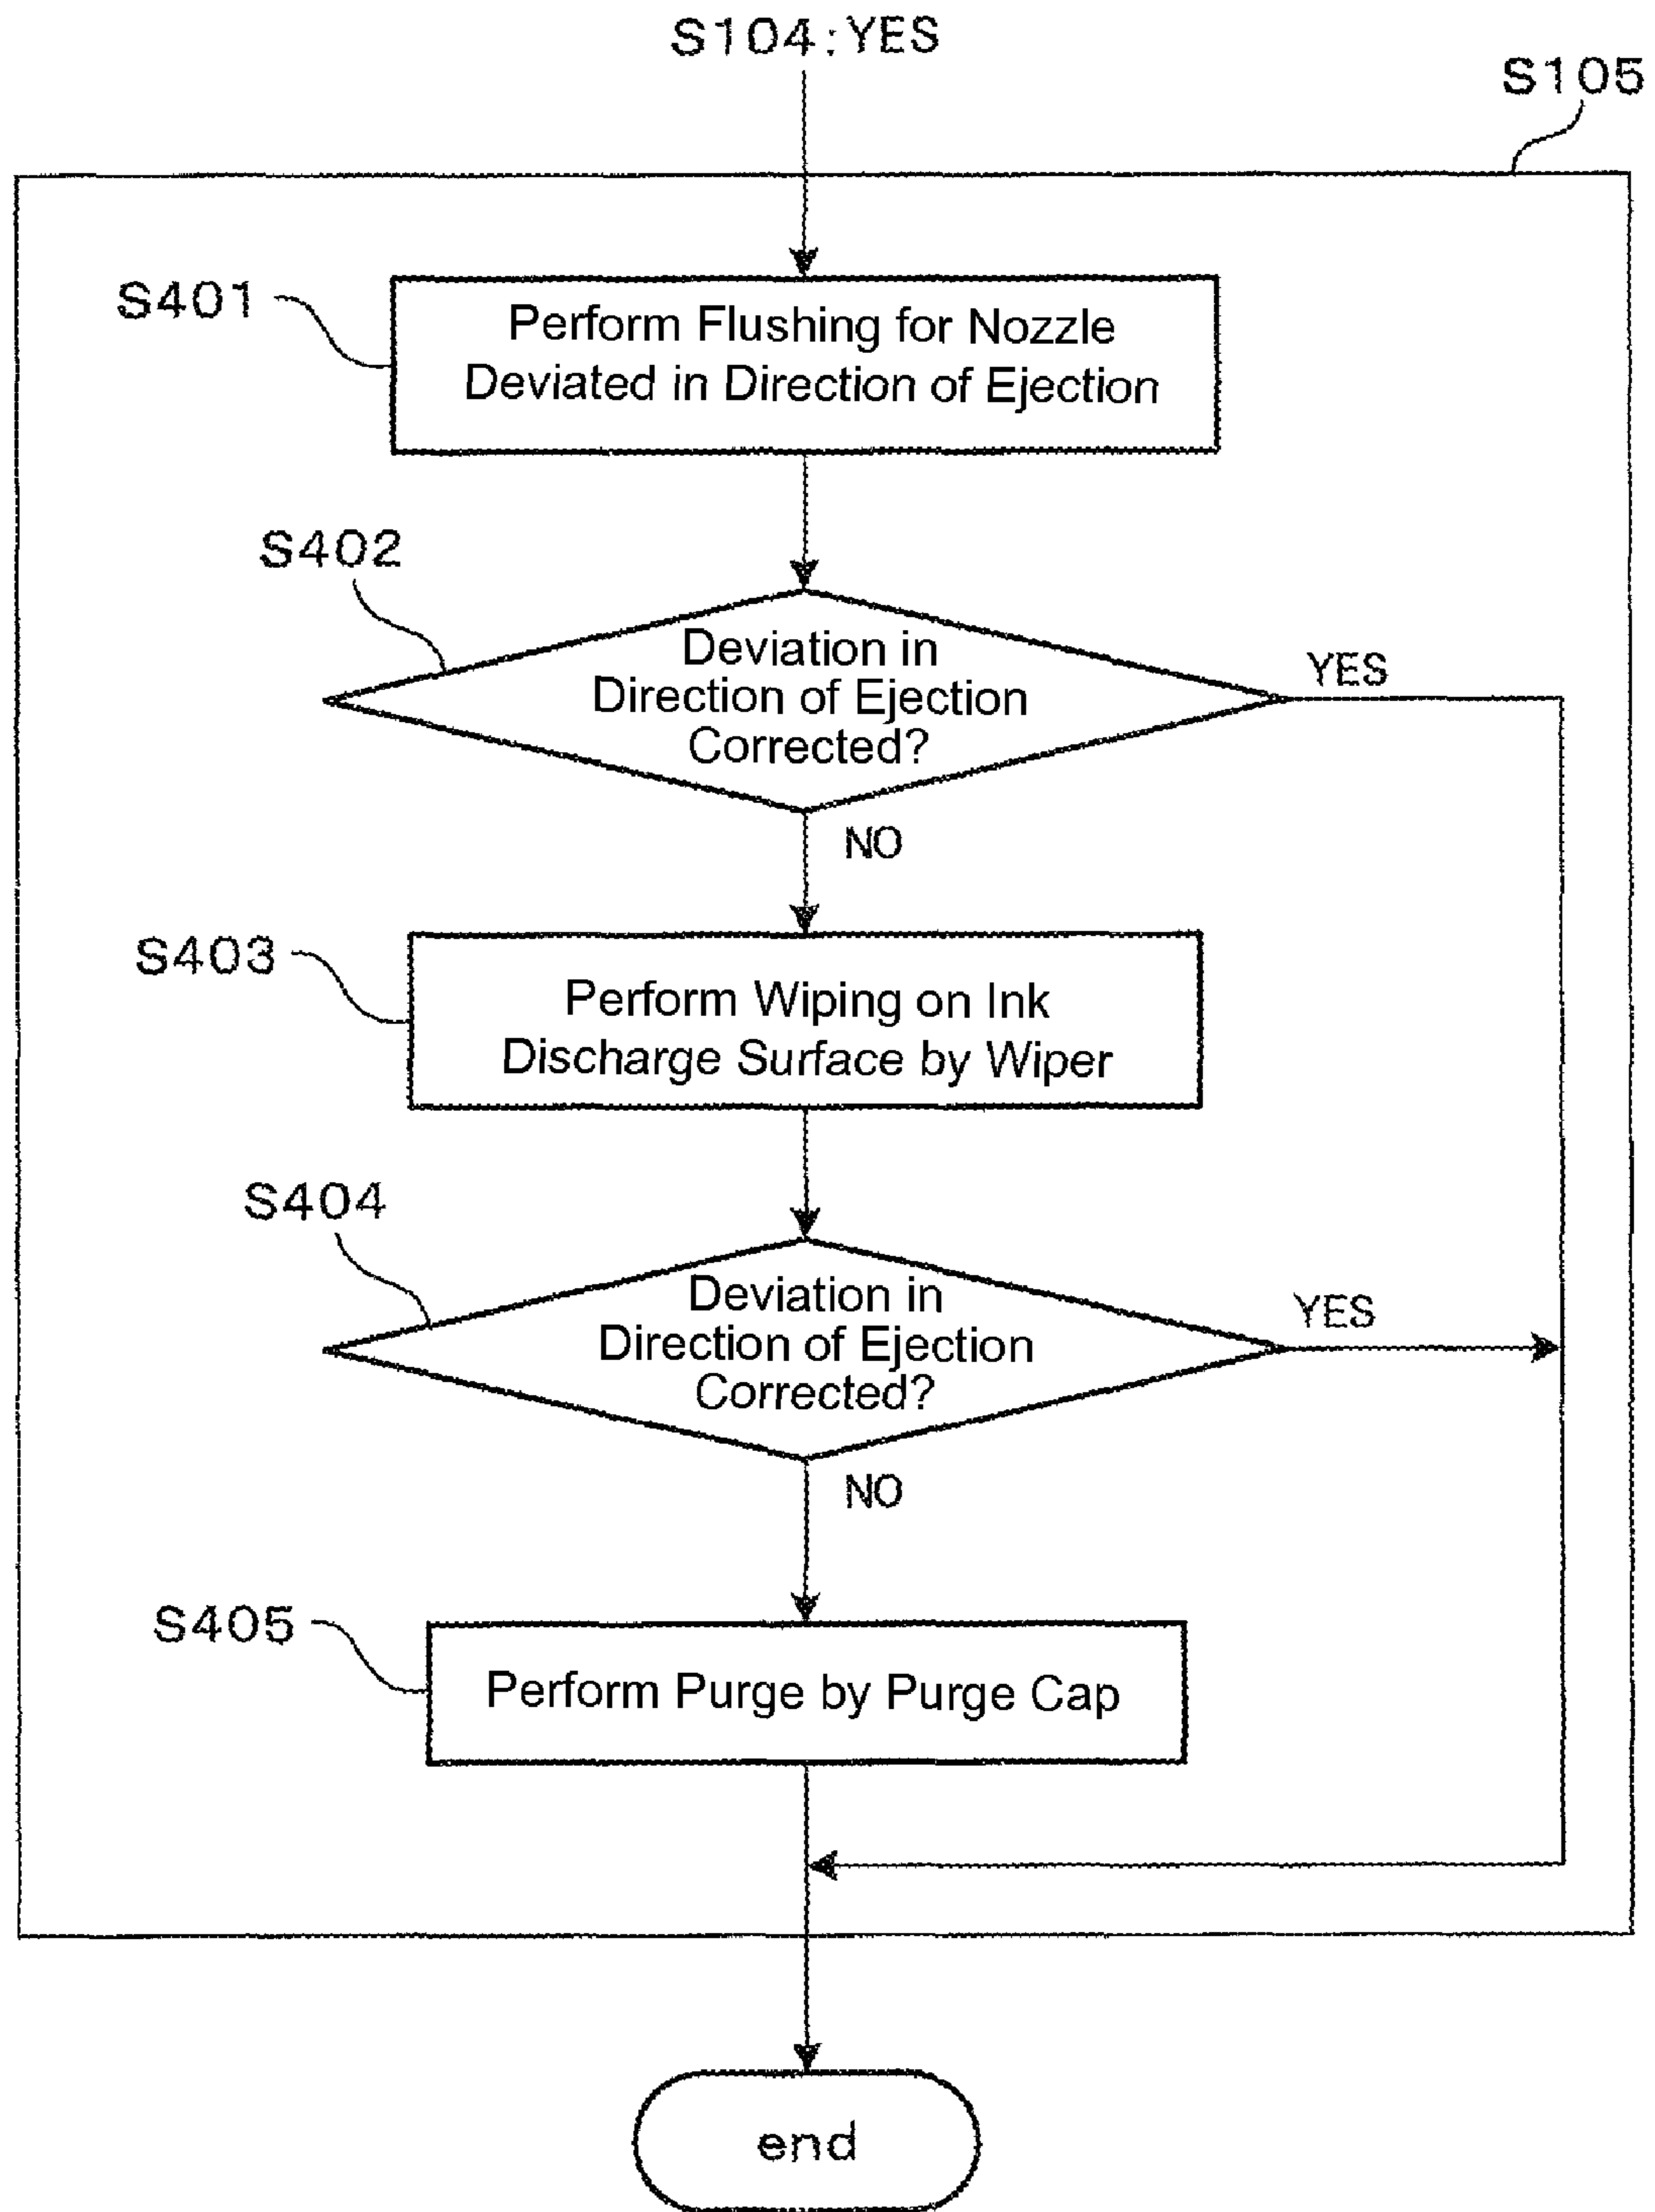 S104:YES
S105
S401
Perform Flushing for Nozzle
Deviated in Direction of Ejection
S402
Deviation in
Direction of Ejection
Corrected?
YES
NO
S403
Perform Wiping on Ink
Discharge Surface by Wiper
S404
Deviation in
Direction of Ejection
Corrected?
YES
NO
S405
Perform Purge by Purge Cap
end